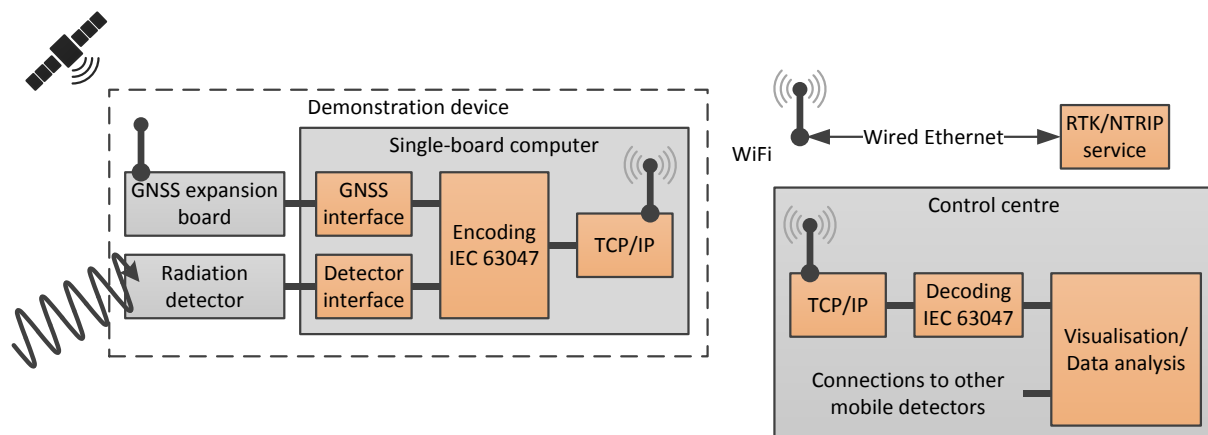 Demonstration device
Single-board computer
GNSS expansion
board
GNSS
interface
Encoding
IEC 63047
TCP/IP
Radiation
detector
Detector
interface
WiFi
Wired Ethernet
RTK/NTRIP
service
Control centre
TCP/IP
Decoding
IEC 63047
Visualisation/
Data analysis
Connections to other
mobile detectors